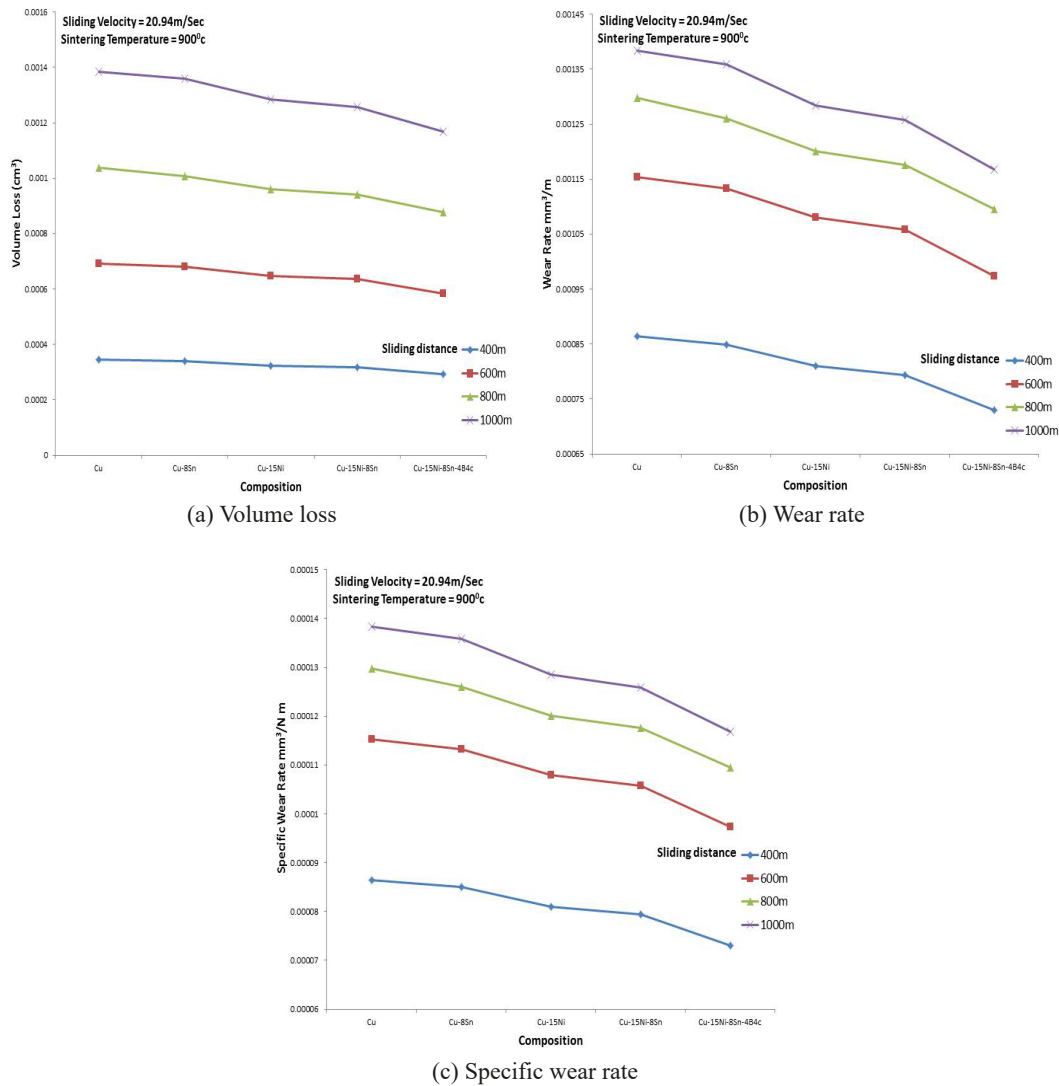 Sliding Velocity = 20.94m/Sec
Sintering Temperature = 900⁰c
Volume Loss (cm³)
0.0016
0.0014
0.0012
0.001
0.0008
0.0006
0.0004
0.0002
0
Sliding distance
400m
600m
800m
1000m
Cu
Cu-8Sn
Cu-15Ni
Cu-15Ni-8Sn
Cu-15Ni-8Sn-4B4c
Composition
(a) Volume loss
Sliding Velocity = 20.94m/Sec
Sintering Temperature = 900⁰c
Wear Rate mm³/m
0.00145
0.00135
0.00125
0.00115
0.00105
0.00095
0.00085
0.00075
0.00065
Sliding distance
400m
600m
800m
1000m
Cu
Cu-8Sn
Cu-15Ni
Cu-15Ni-8Sn
Cu-15Ni-8Sn-4B4c
Composition
(b) Wear rate
Sliding Velocity = 20.94m/Sec
Sintering Temperature = 900⁰c
Specific Wear Rate mm³/N m
0.00015
0.00014
0.00013
0.00012
0.00011
0.0001
0.00009
0.00008
0.00007
0.00006
Sliding distance
400m
600m
800m
1000m
Cu
Cu-8Sn
Cu-15Ni
Cu-15Ni-8Sn
Cu-15Ni-8Sn-4B4c
Composition
(c) Specific wear rate